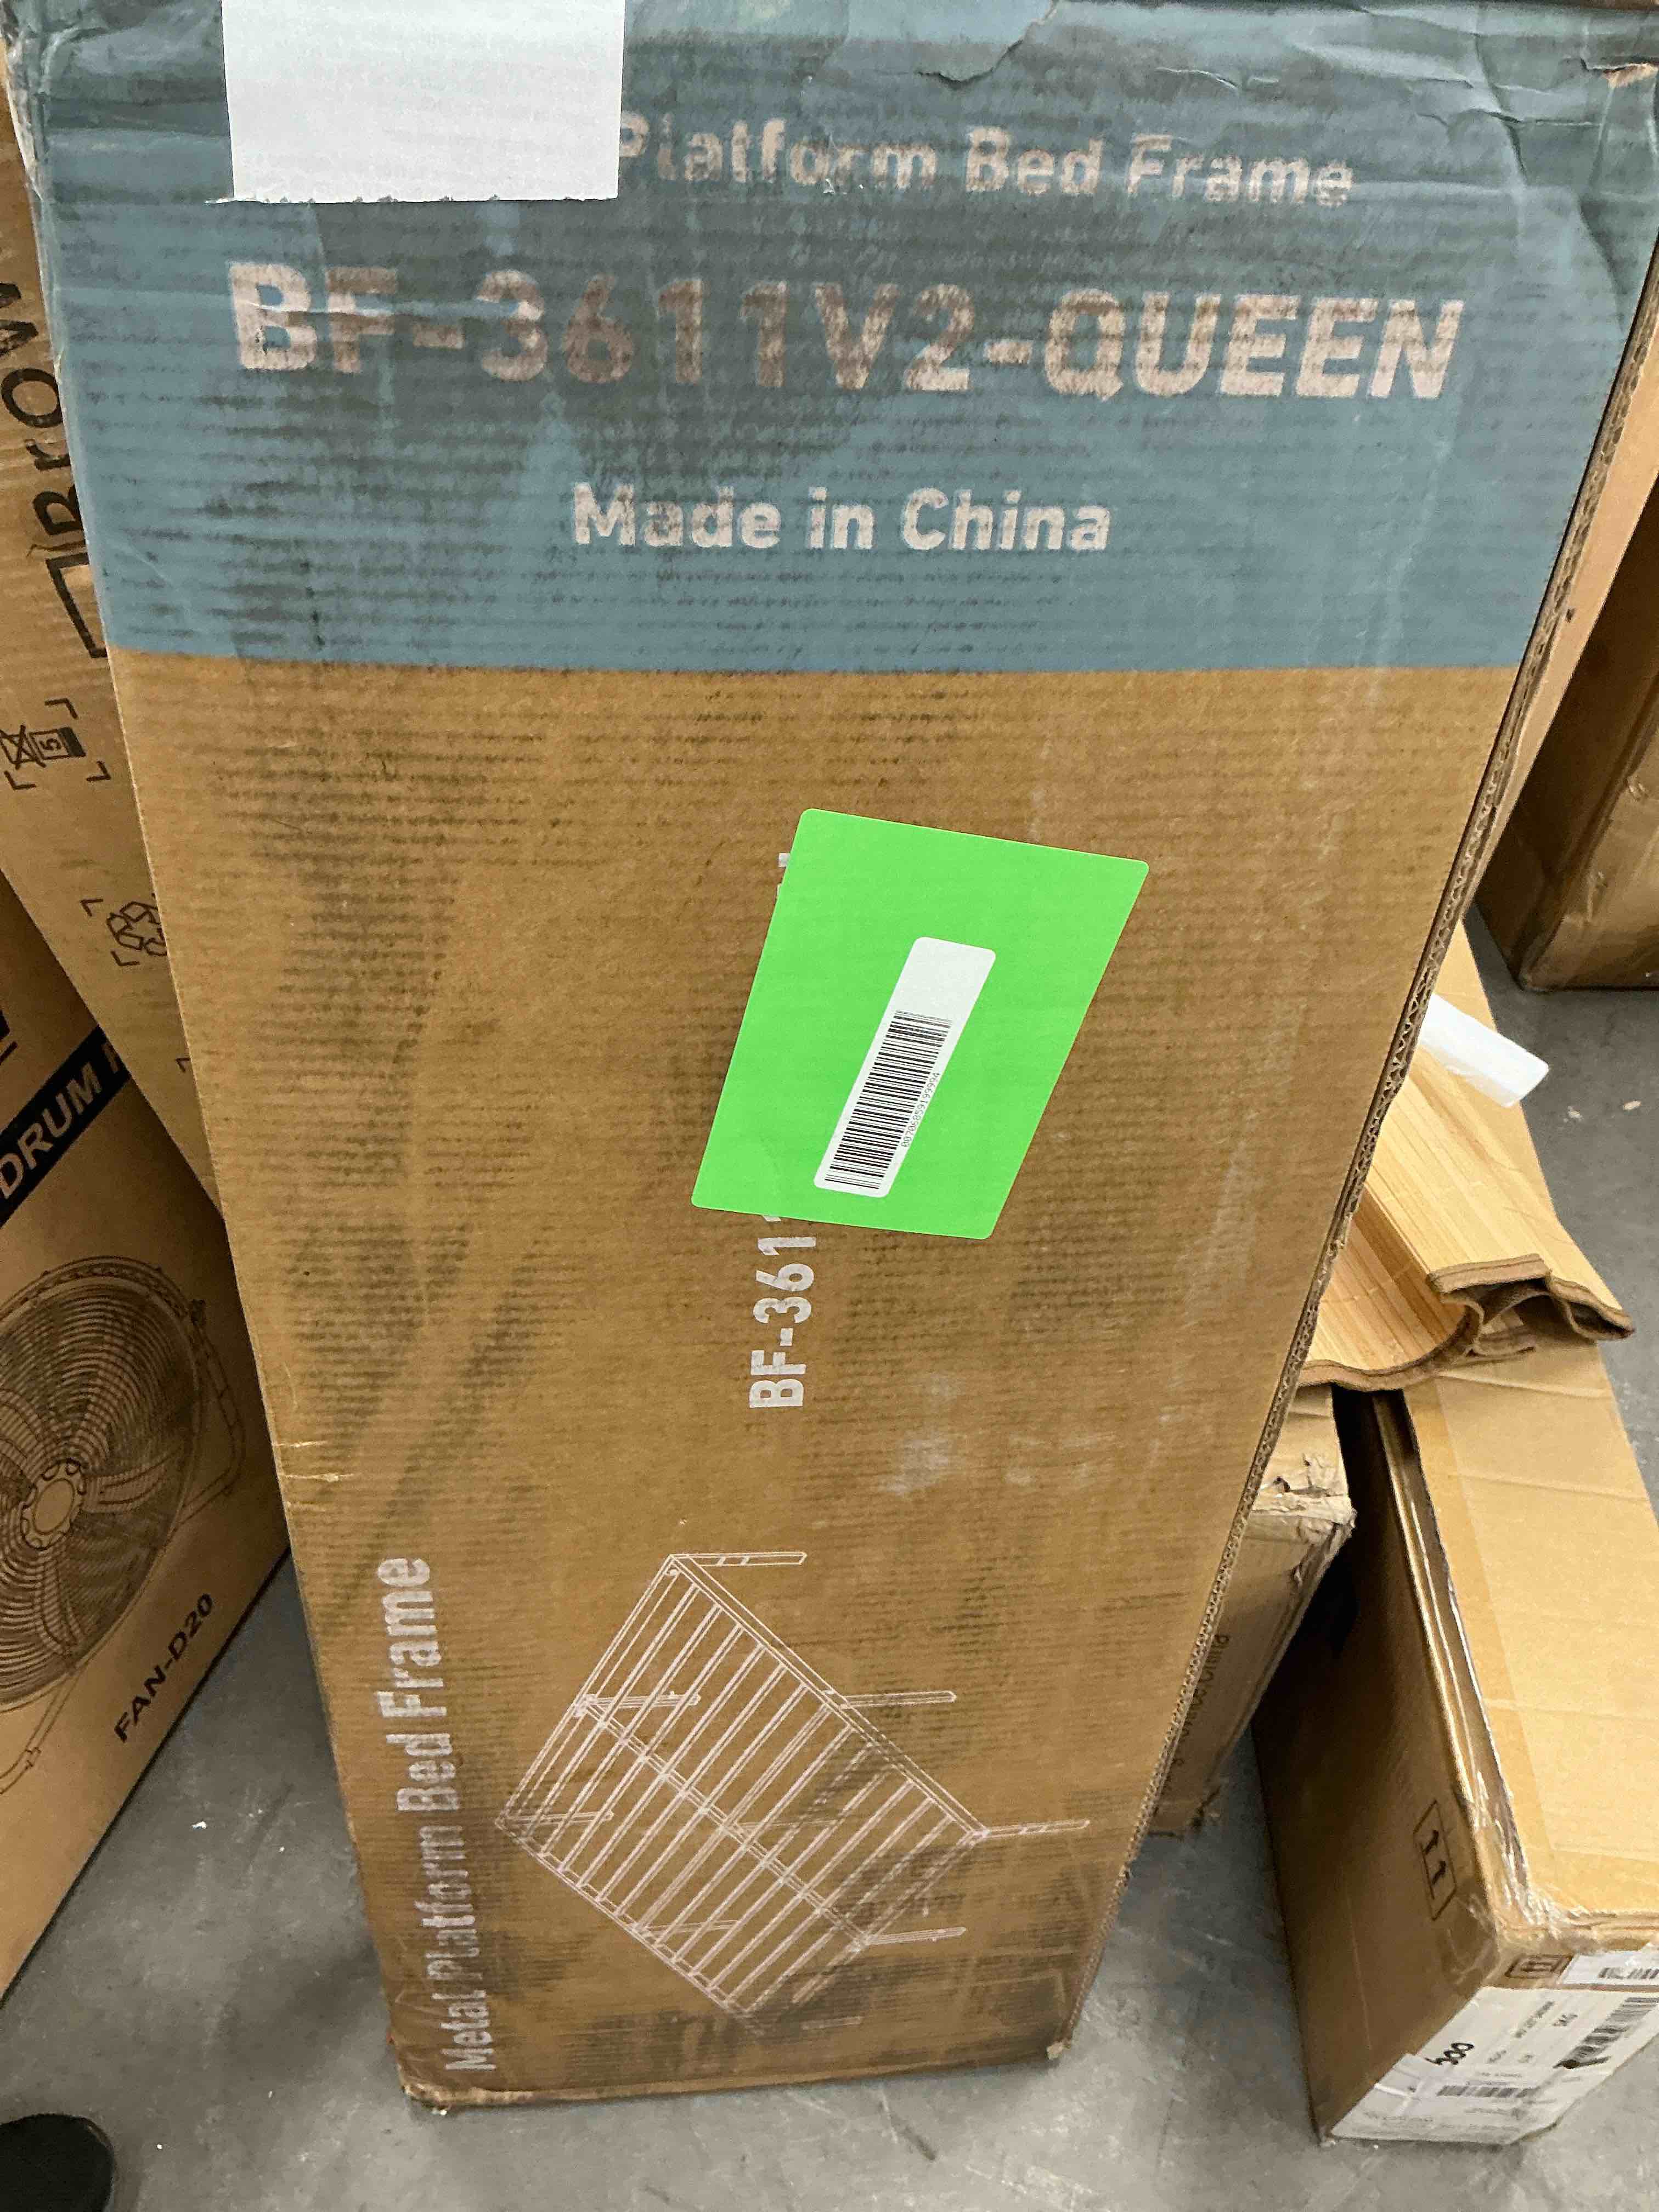 Platform Bed Frame
BF-3611V2-QUEEN
Made in China
BF-361
Metal Platform Bed Frame
DRUM
FAN-D20